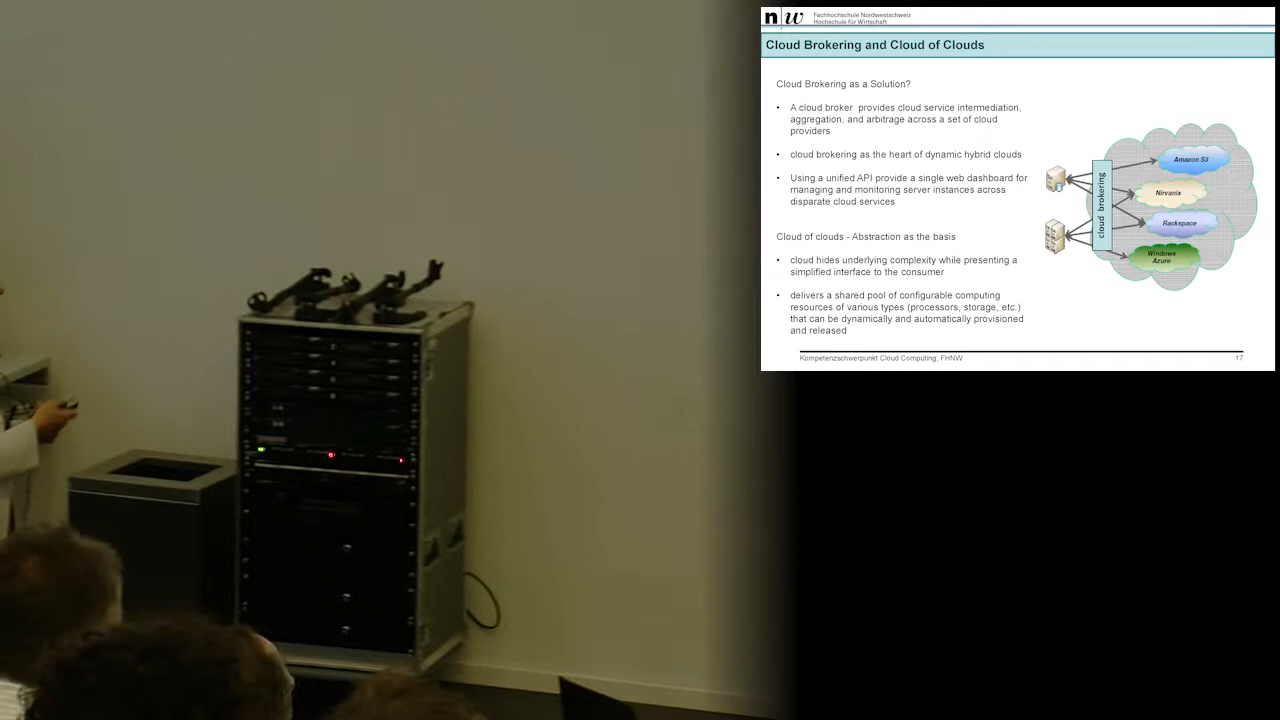 n w Fachhochschule Nordwestschweiz
Hochschule für Wirtschaft
Cloud Brokering and Cloud of Clouds
Cloud Brokering as a Solution?
• A cloud broker provides cloud service intermediation,
aggregation, and arbitrage across a set of cloud
providers
• cloud brokering as the heart of dynamic hybrid clouds
• Using a unified API provide a single web dashboard for
managing and monitoring server instances across
disparate cloud services
Cloud of clouds - Abstraction as the basis
• cloud hides underlying complexity while presenting a
simplified interface to the consumer
• delivers a shared pool of configurable computing
resources of various types (processors, storage, etc.)
that can be dynamically and automatically provisioned
and released
cloud brokering
Amazon S3
Nirvanix
Rackspace
Windows
Azure
Kompetenzschwerpunkt Cloud Computing, FHNW
17